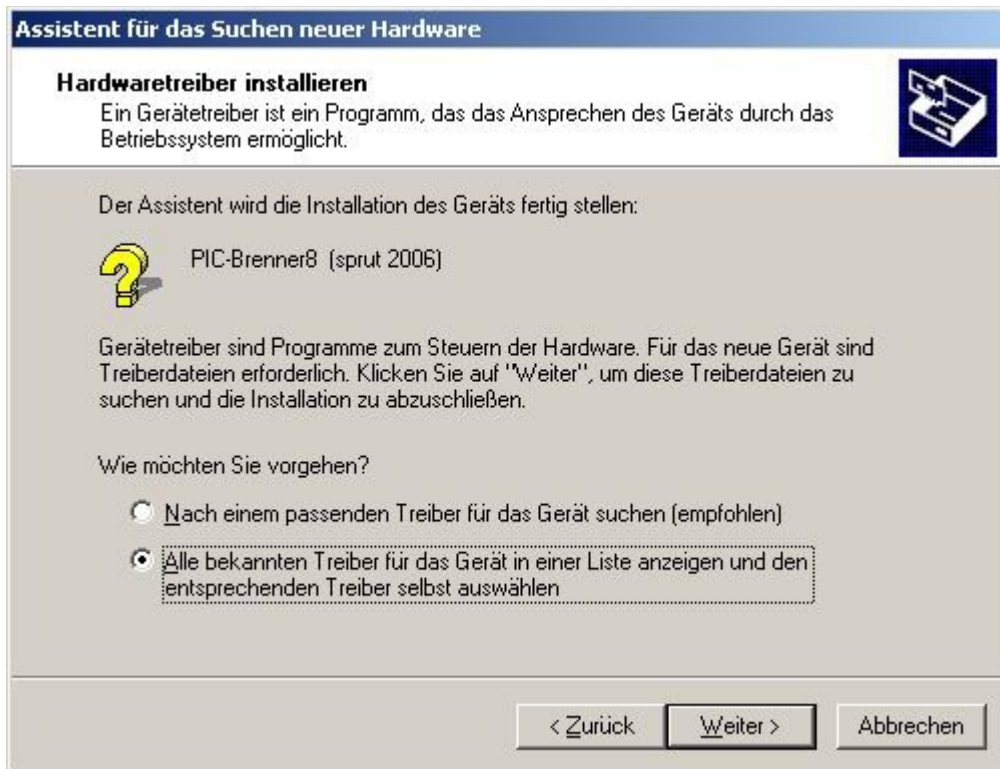 Assistent für das Suchen neuer Hardware
Hardwaretreiber installieren
Ein Gerätetreiber ist ein Programm, das das Ansprechen des Geräts durch das
Betriebssystem ermöglicht.
Der Assistent wird die Installation des Geräts fertig stellen:
PIC-Brenner8 (sprut 2006)
Gerätetreiber sind Programme zum Steuern der Hardware. Für das neue Gerät sind
Treiberdateien erforderlich. Klicken Sie auf "Weiter", um diese Treiberdateien zu
suchen und die Installation zu abzuschließen.
Wie möchten Sie vorgehen?
Nach einem passenden Treiber für das Gerät suchen (empfohlen)
Alle bekannten Treiber für das Gerät in einer Liste anzeigen und den
entsprechenden Treiber selbst auswählen
< Zurück Weiter > Abbrechen